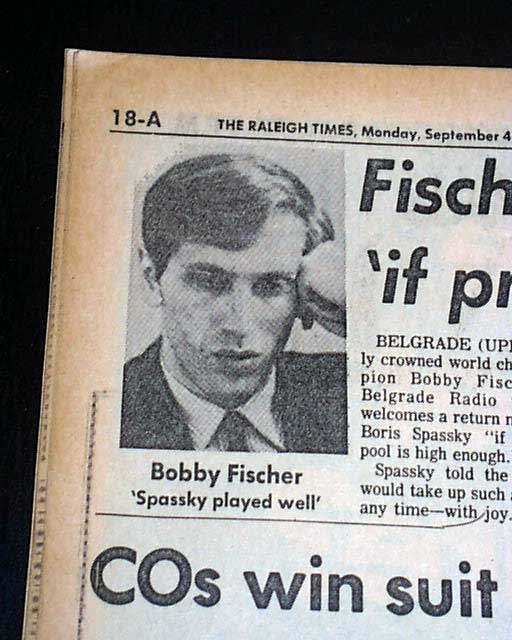 18-A
THE RALEIGH TIMES, Monday, September 4
Fisch
'if pr
BELGRADE (UPI
ly crowned world ch
pion Bobby Fisc
Belgrade Radio
welcomes a return m
Boris Spassky "if
pool is high enough.
Spassky told the
would take up such a
any time—with joy.
Bobby Fischer
'Spassky played well'
COs win suit